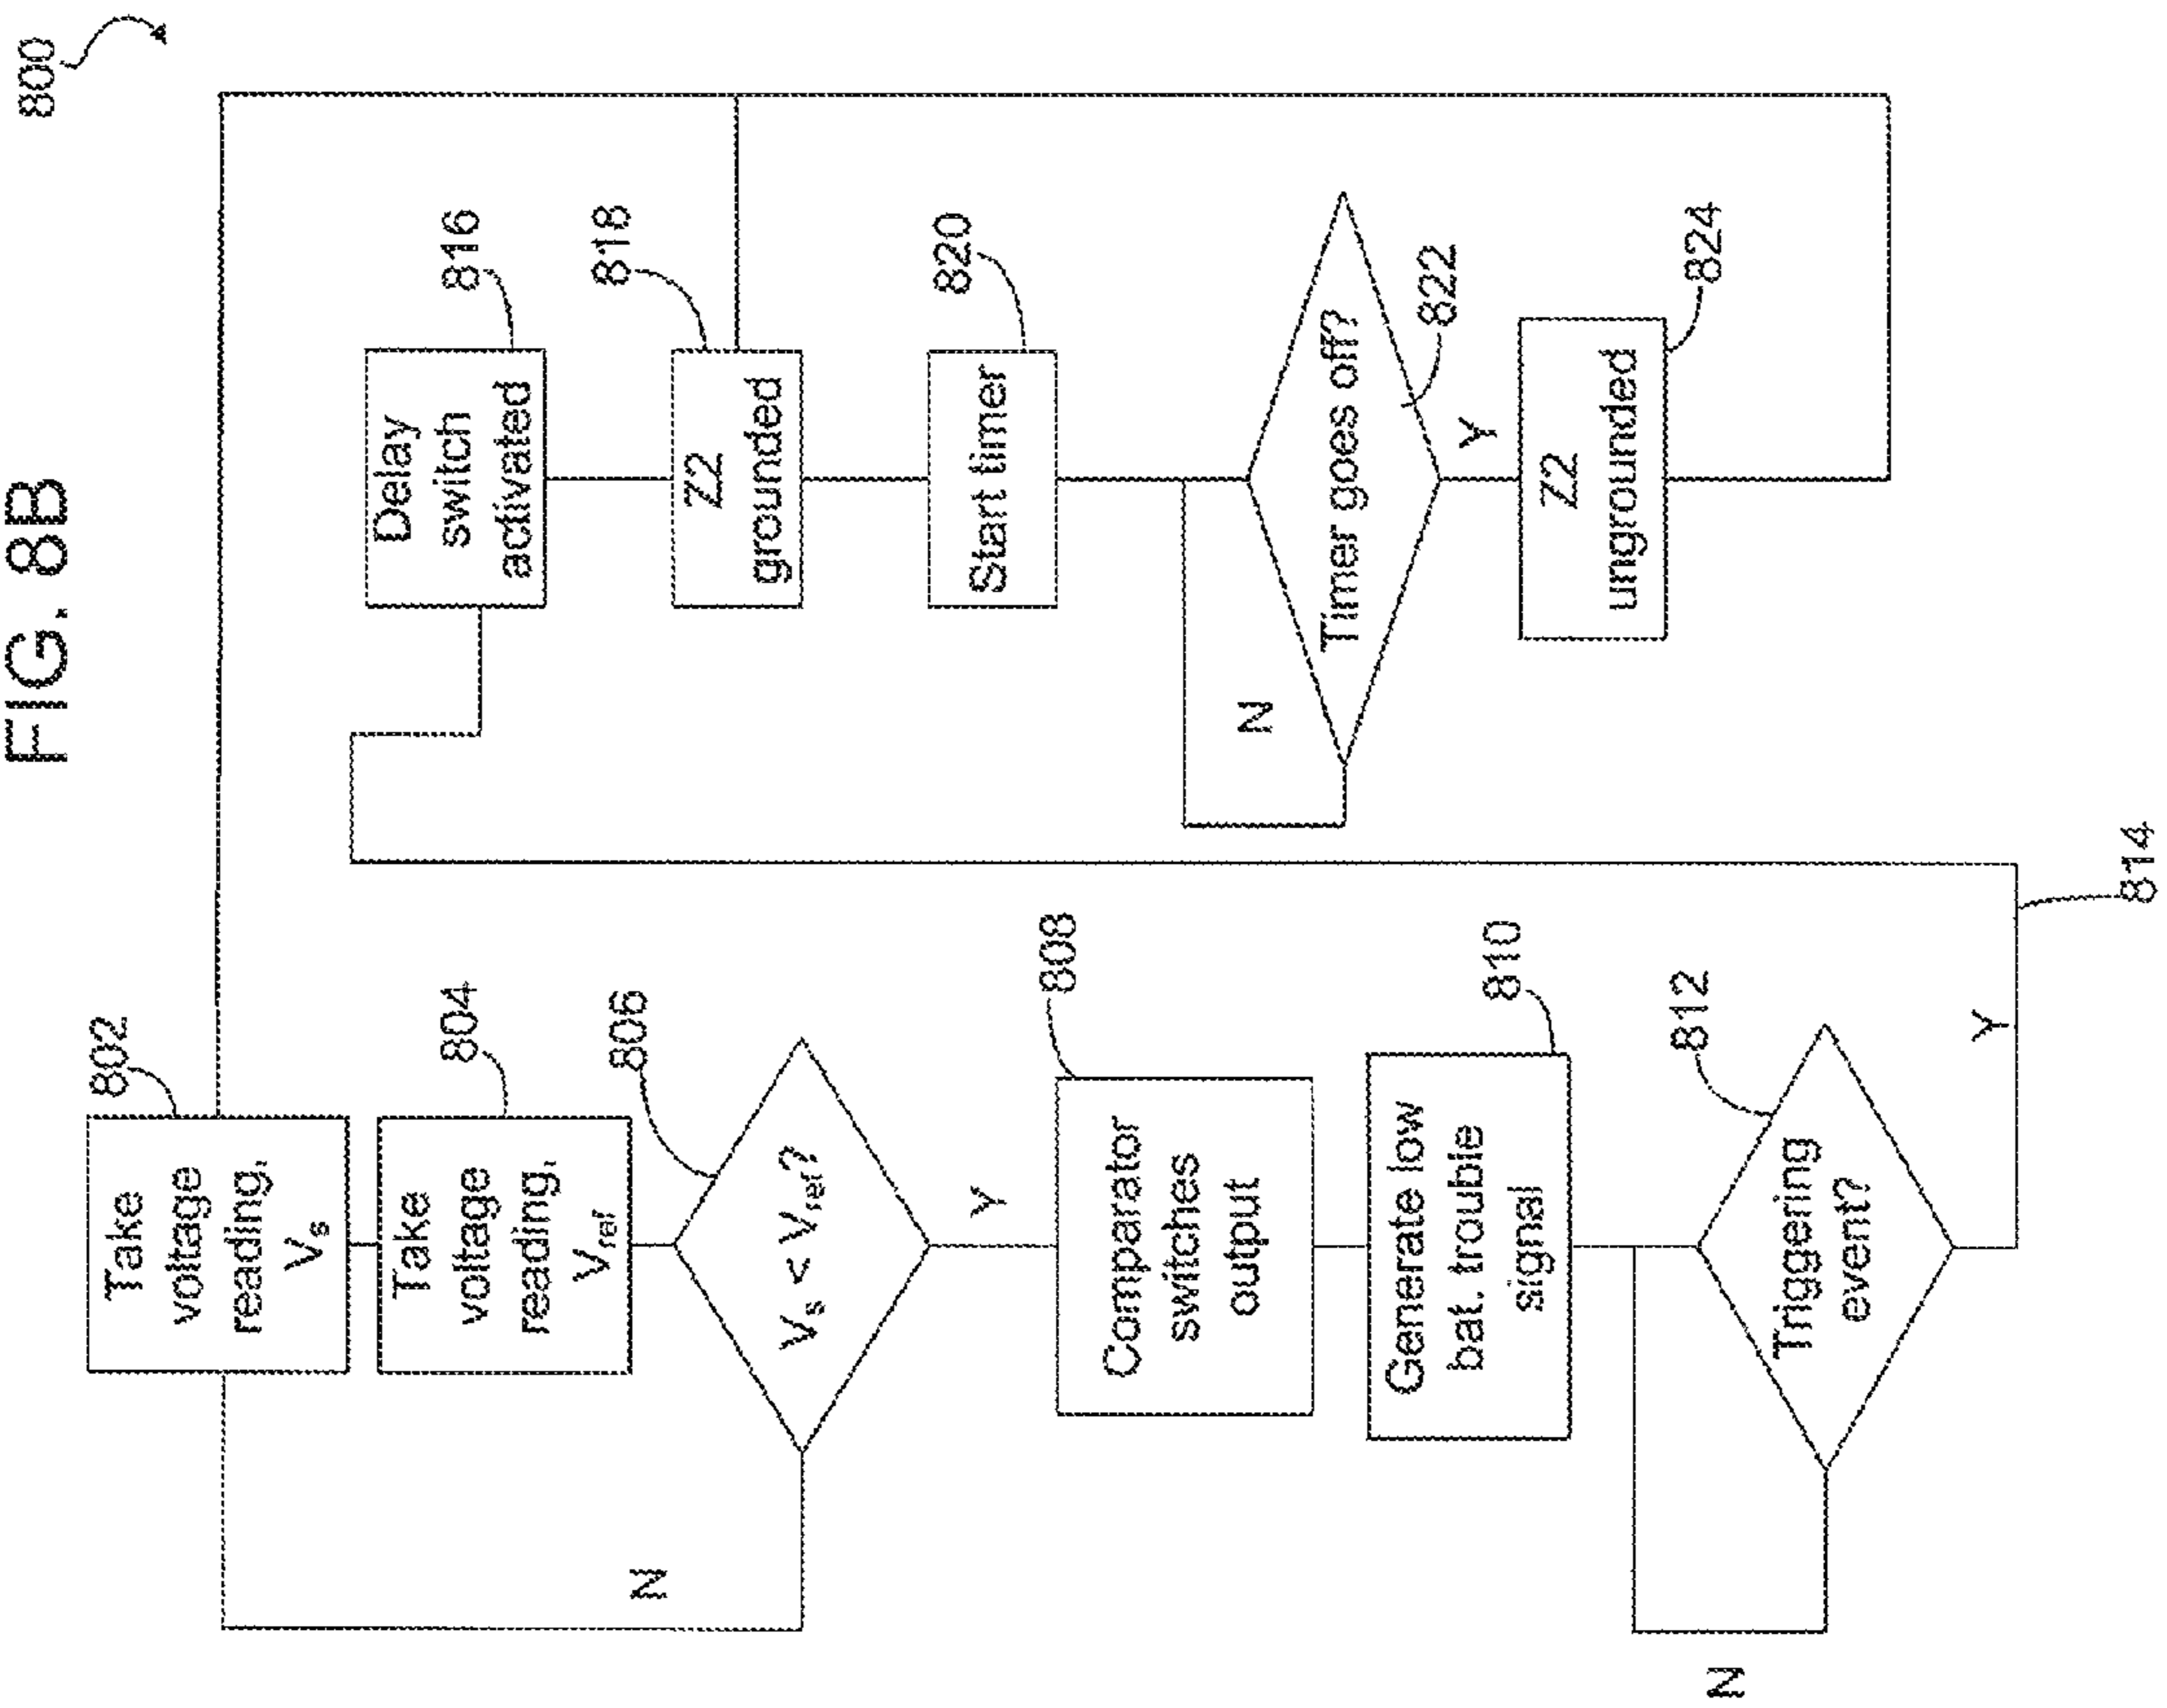 FIG. 8B
800
802
Take
voltage
reading,
Vs
804
Take
voltage
reading,
Vref
806
Vs < Vref?
N
Y
808
Comparator
switches
output
810
Generate low
bat. trouble
signal
812
Triggering
event?
N
Y
814
816
Delay
switch
activated
818
Z2
grounded
820
Start timer
822
Timer goes off?
N
Y
824
Z2
ungrounded